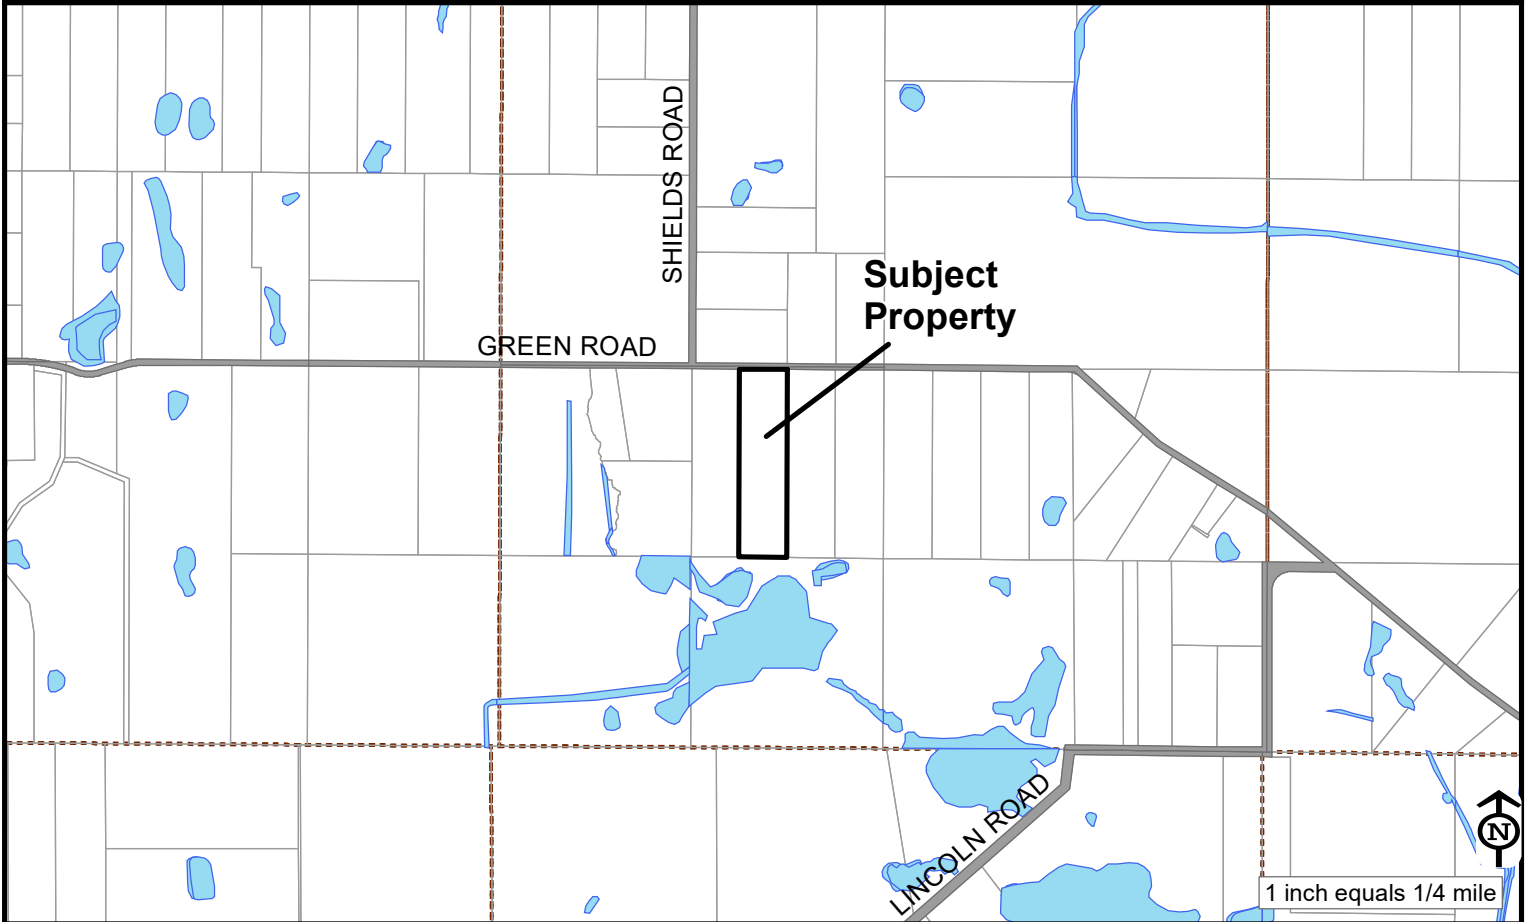 SHIELDS ROAD
Subject
Property
GREEN ROAD
LINCOLN ROAD
N
1 inch equals 1/4 mile